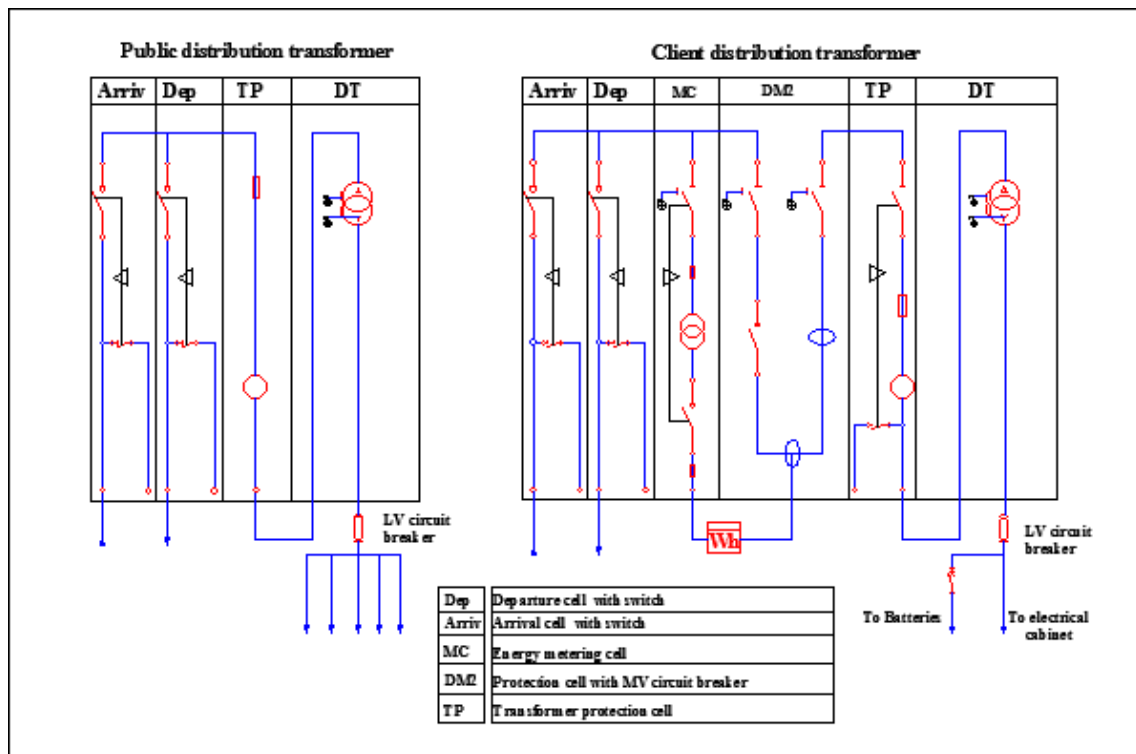 Public distribution transformer
Arriv Dep TP DT
LV circuit
breaker
Client distribution transformer
Arriv Dep MC DM2 TP DT
Wh
LV circuit
breaker
To Batteries
To electrical
cabinet
Dep Departure cell with switch
Arriv Arrival cell with switch
MC Energy metering cell
DM2 Protection cell with MV circuit breaker
TP Transformer protection cell